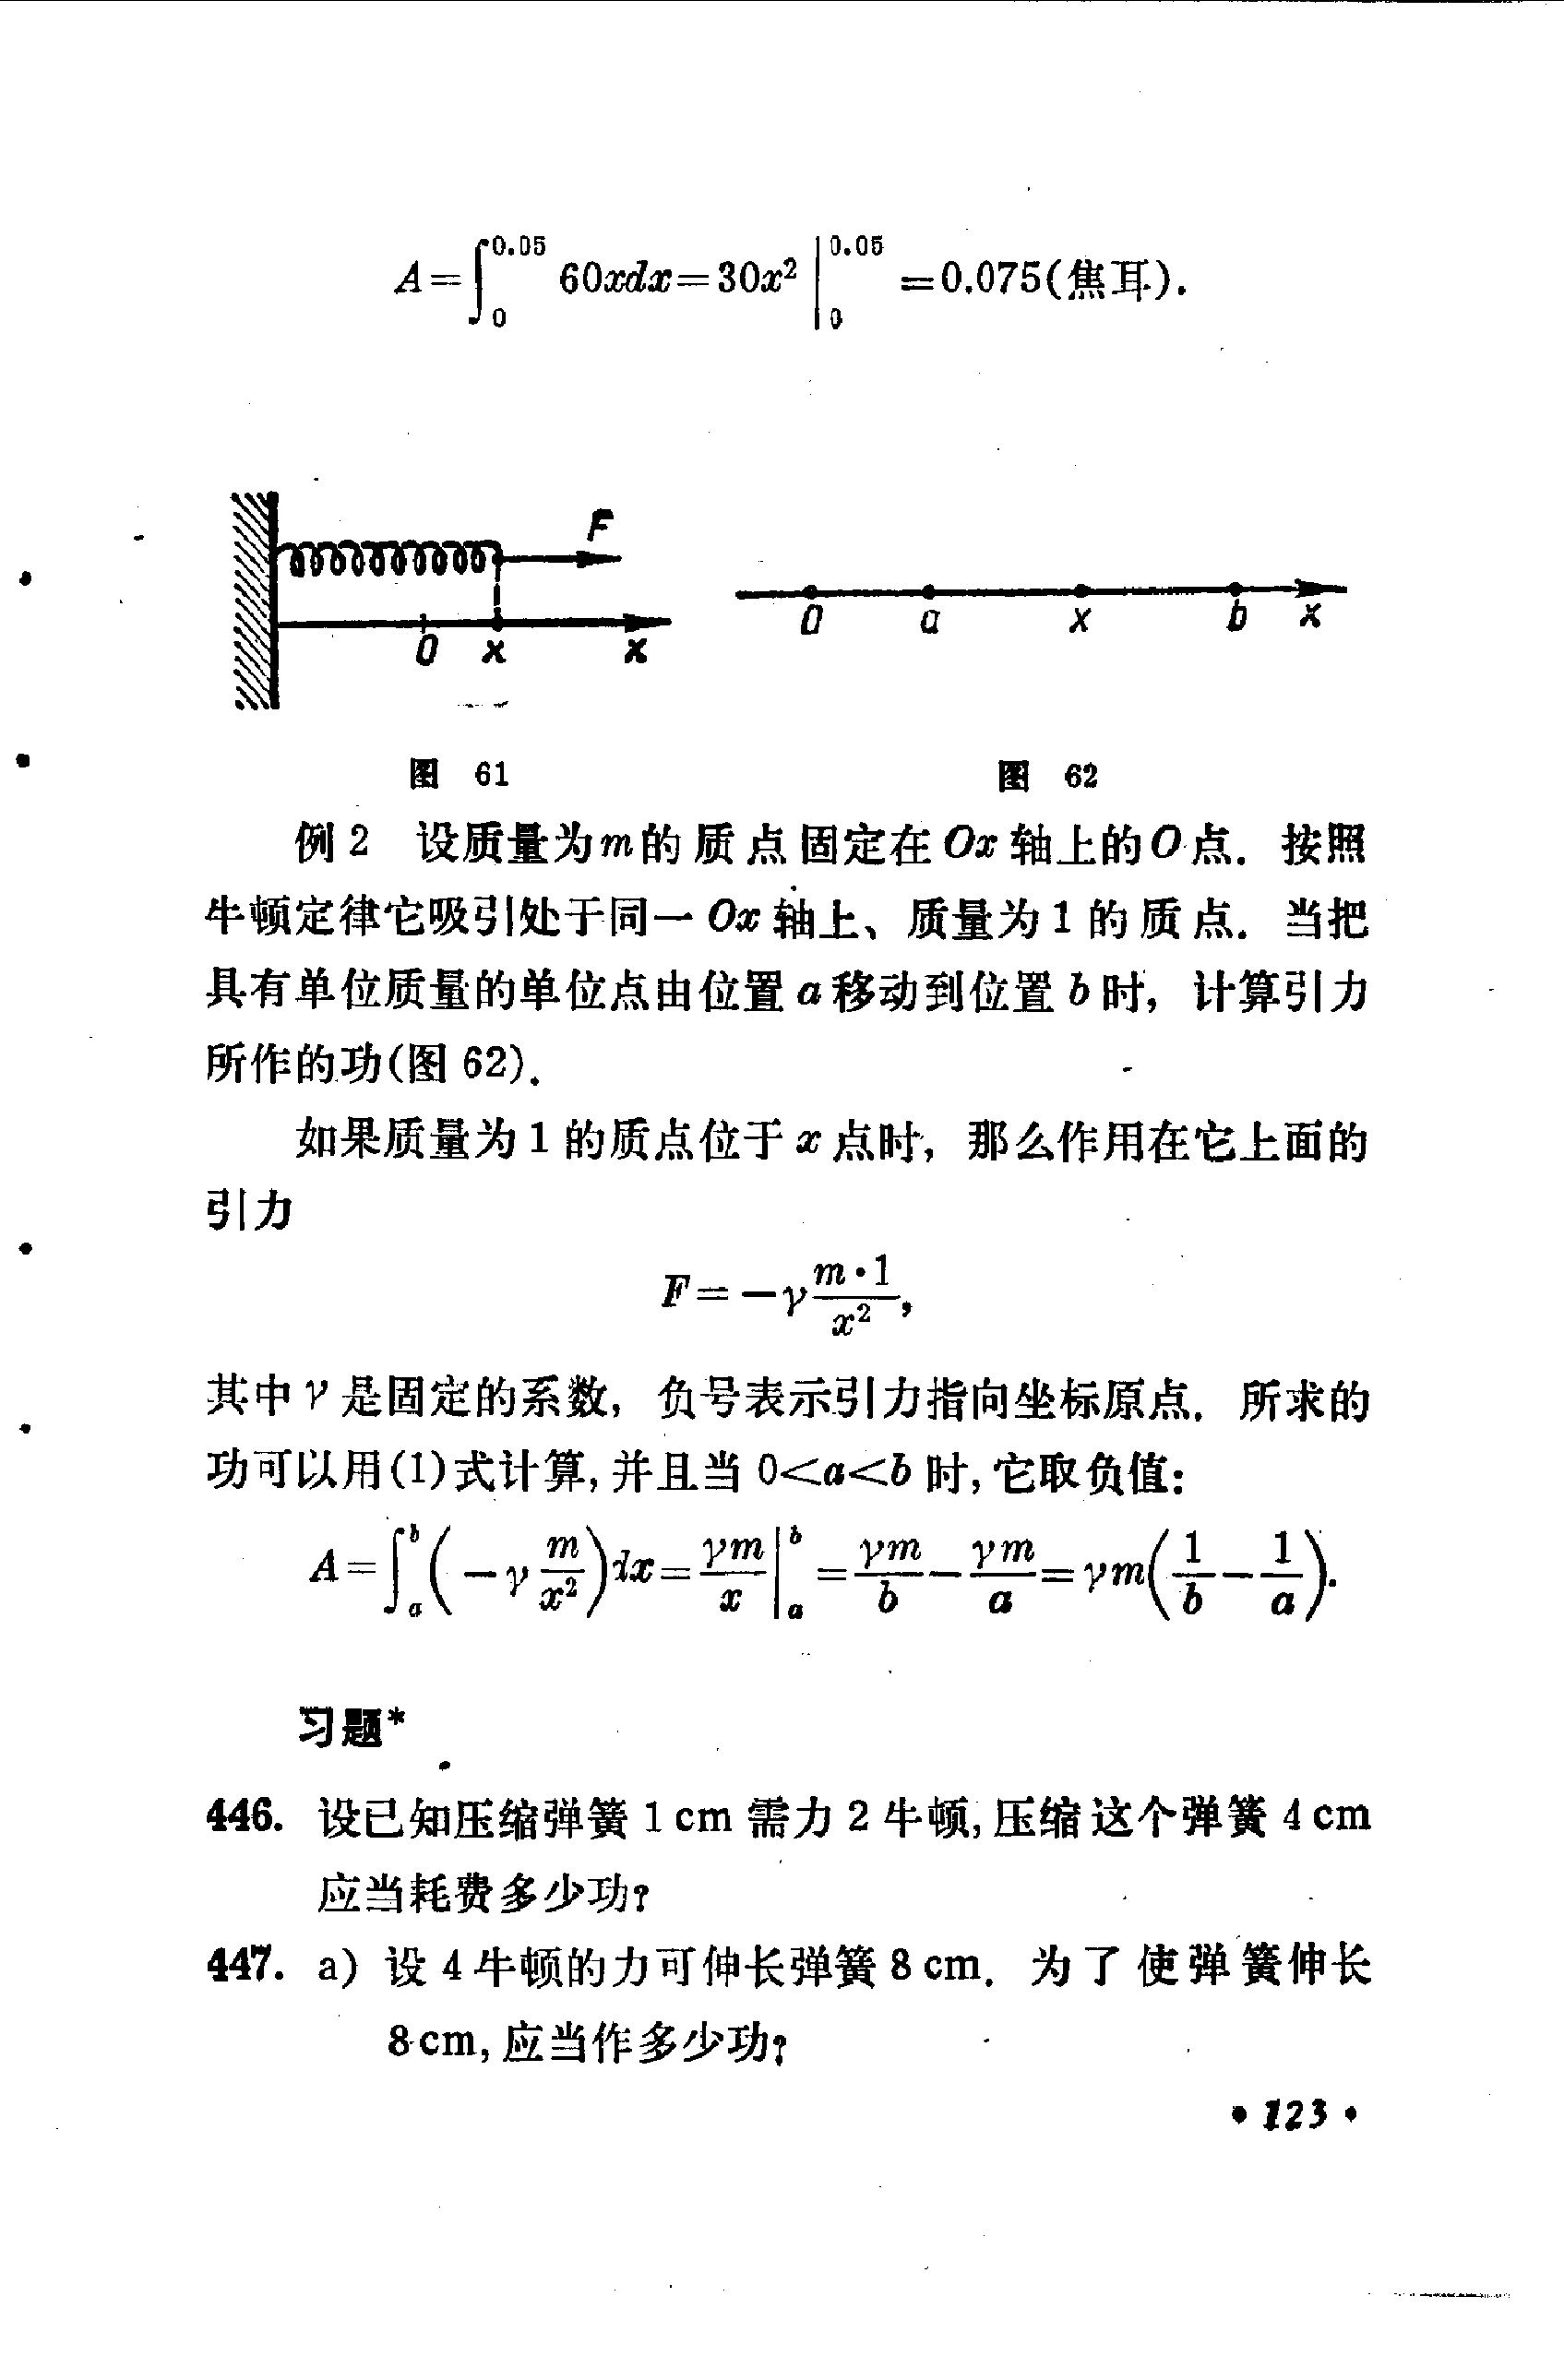 A=∫₀^0.05 60xdx=30x²|₀^0.05=0.075(焦耳).
F
0 x x
0 a x b x
图 61
图 62
例 2 设质量为m的质点固定在Ox轴上的O点. 按照
牛顿定律它吸引处于同一Ox轴上、质量为1的质点. 当把
具有单位质量的单位点由位置a移动到位置b时, 计算引力
所作的功(图 62).
如果质量为1的质点位于x点时, 那么作用在它上面的
引力
F=-γ m·1/x²,
其中γ是固定的系数, 负号表示引力指向坐标原点. 所求的
功可以用(1)式计算, 并且当 0<a<b 时, 它取负值:
A=∫ₐ^b(-γ m/x²)dx=γm/x|ₐ^b=γm/b-γm/a=γm(1/b-1/a).
习题*
446. 设已知压缩弹簧 1 cm 需力 2 牛顿, 压缩这个弹簧 4 cm
应当耗费多少功?
447. a) 设 4 牛顿的力可伸长弹簧 8 cm. 为了使弹簧伸长
8 cm, 应当作多少功?
• 123 •